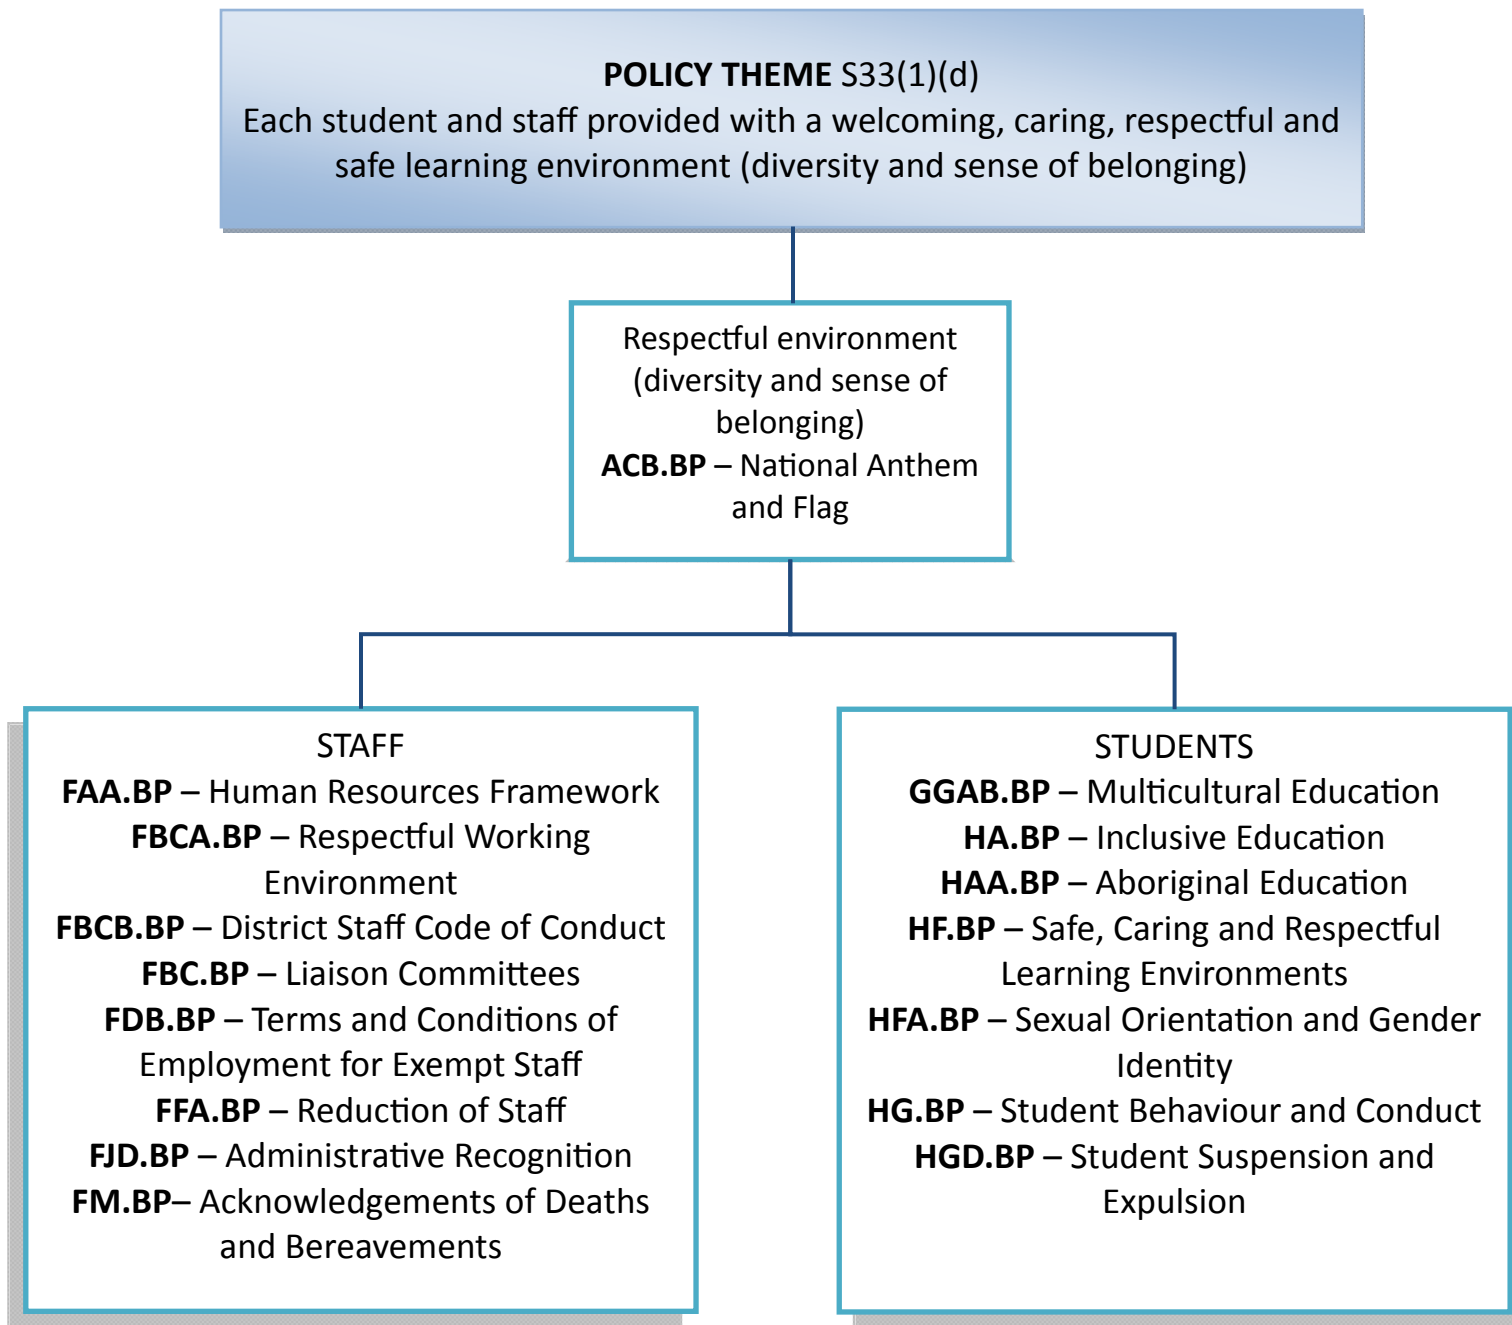 POLICY THEME S33(1)(d)
Each student and staff provided with a welcoming, caring, respectful and
safe learning environment (diversity and sense of belonging)
Respectful environment
(diversity and sense of
belonging)
ACB.BP – National Anthem
and Flag
STAFF
FAA.BP – Human Resources Framework
FBCA.BP – Respectful Working
Environment
FBCB.BP – District Staff Code of Conduct
FBC.BP – Liaison Committees
FDB.BP – Terms and Conditions of
Employment for Exempt Staff
FFA.BP – Reduction of Staff
FJD.BP – Administrative Recognition
FM.BP– Acknowledgements of Deaths
and Bereavements
STUDENTS
GGAB.BP – Multicultural Education
HA.BP – Inclusive Education
HAA.BP – Aboriginal Education
HF.BP – Safe, Caring and Respectful
Learning Environments
HFA.BP – Sexual Orientation and Gender
Identity
HG.BP – Student Behaviour and Conduct
HGD.BP – Student Suspension and
Expulsion